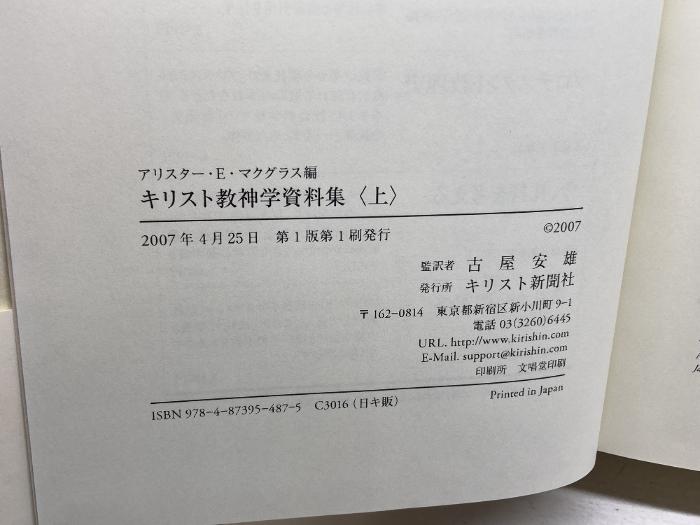 アリスター・E・マクグラス編
キリスト教神学資料集〈上〉
©2007
2007年4月25日　第1版第1刷発行
監訳者　古屋安雄
発行所　キリスト新聞社
〒162-0814　東京都新宿区新小川町9-1
電話 03(3260)6445
URL. http://www.kirishin.com
E-Mail. support@kirishin.com
印刷所　文唱堂印刷
Printed in Japan
ISBN 978-4-87395-487-5　C3016（日キ販）